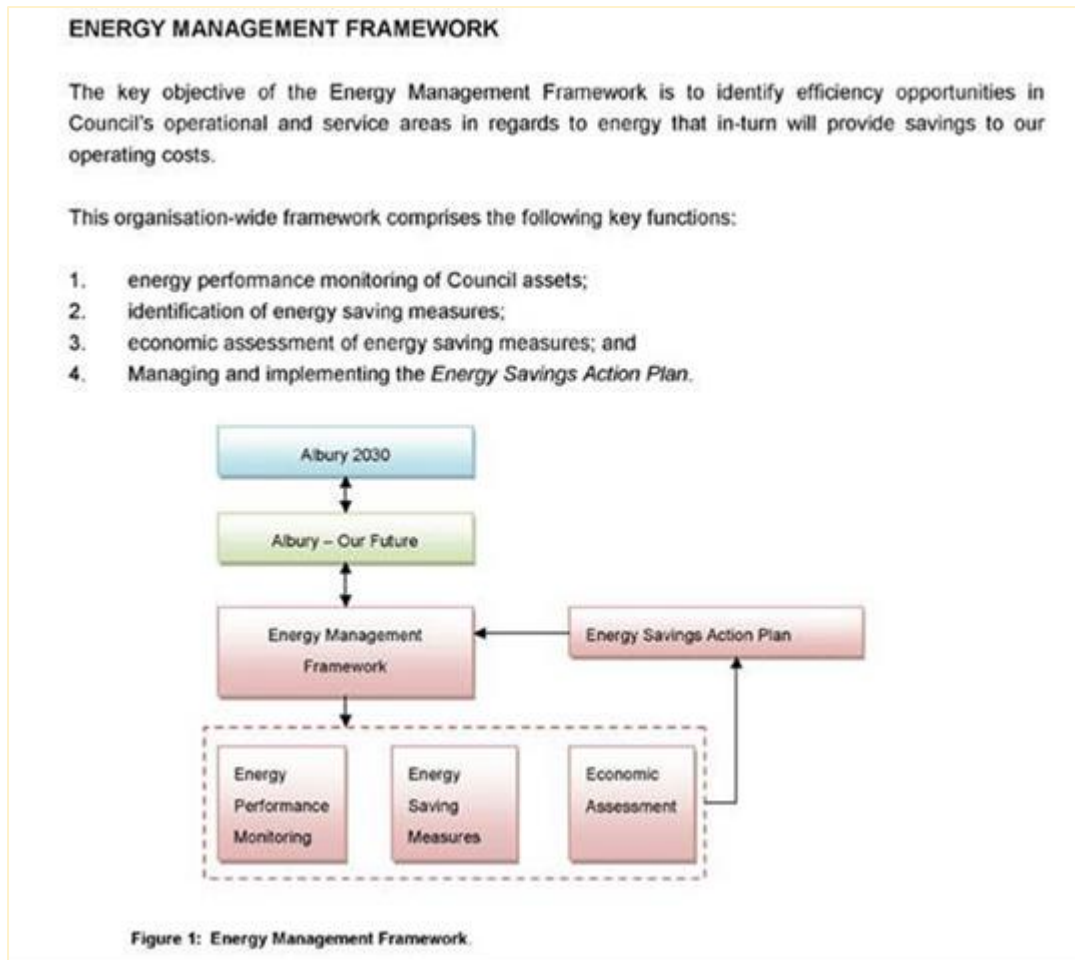 ENERGY MANAGEMENT FRAMEWORK
The key objective of the Energy Management Framework is to identify efficiency opportunities in
Council's operational and service areas in regards to energy that in-turn will provide savings to our
operating costs.
This organisation-wide framework comprises the following key functions:
1. energy performance monitoring of Council assets;
2. identification of energy saving measures;
3. economic assessment of energy saving measures; and
4. Managing and implementing the Energy Savings Action Plan.
Albury 2030
Albury – Our Future
Energy Management
Framework
Energy Savings Action Plan
Energy
Performance
Monitoring
Energy
Saving
Measures
Economic
Assessment
Figure 1: Energy Management Framework.